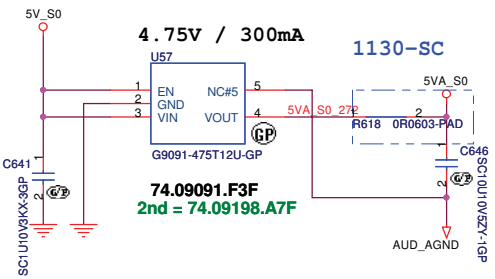 5V_S0
4.75V / 300mA
1130-SC
U57
5VA_S0
1 EN NC#5 5
2 GND
3 VIN VOUT 4
5VA_S0_272
2
R618 0R0603-PAD
GP
G9091-475T12U-GP
C641
1
2
G/P
SC1U10V3KX-3GP
74.09091.F3F
2nd = 74.09198.A7F
C646
1
2
G/P
SC10U10V5ZY-1GP
AUD_AGND